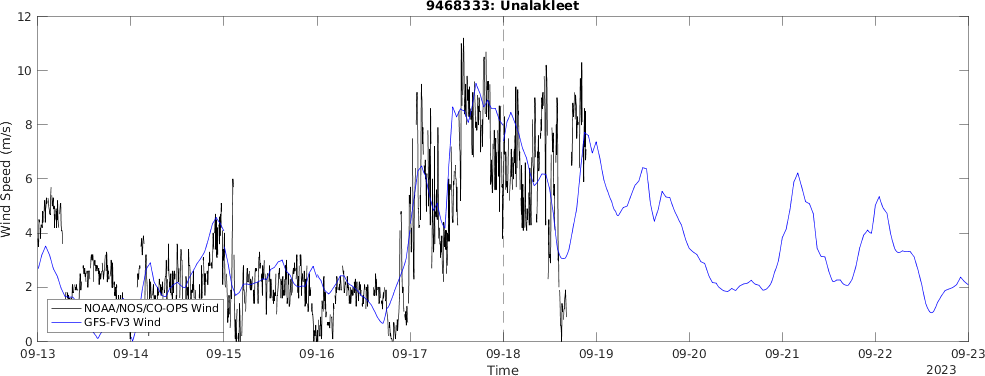 9468333: Unalakleet
Wind Speed (m/s)
12
10
8
6
4
2
0
NOAA/NOS/CO-OPS Wind
GFS-FV3 Wind
09-13 09-14 09-15 09-16 09-17 09-18 09-19 09-20 09-21 09-22 09-23
Time
2023